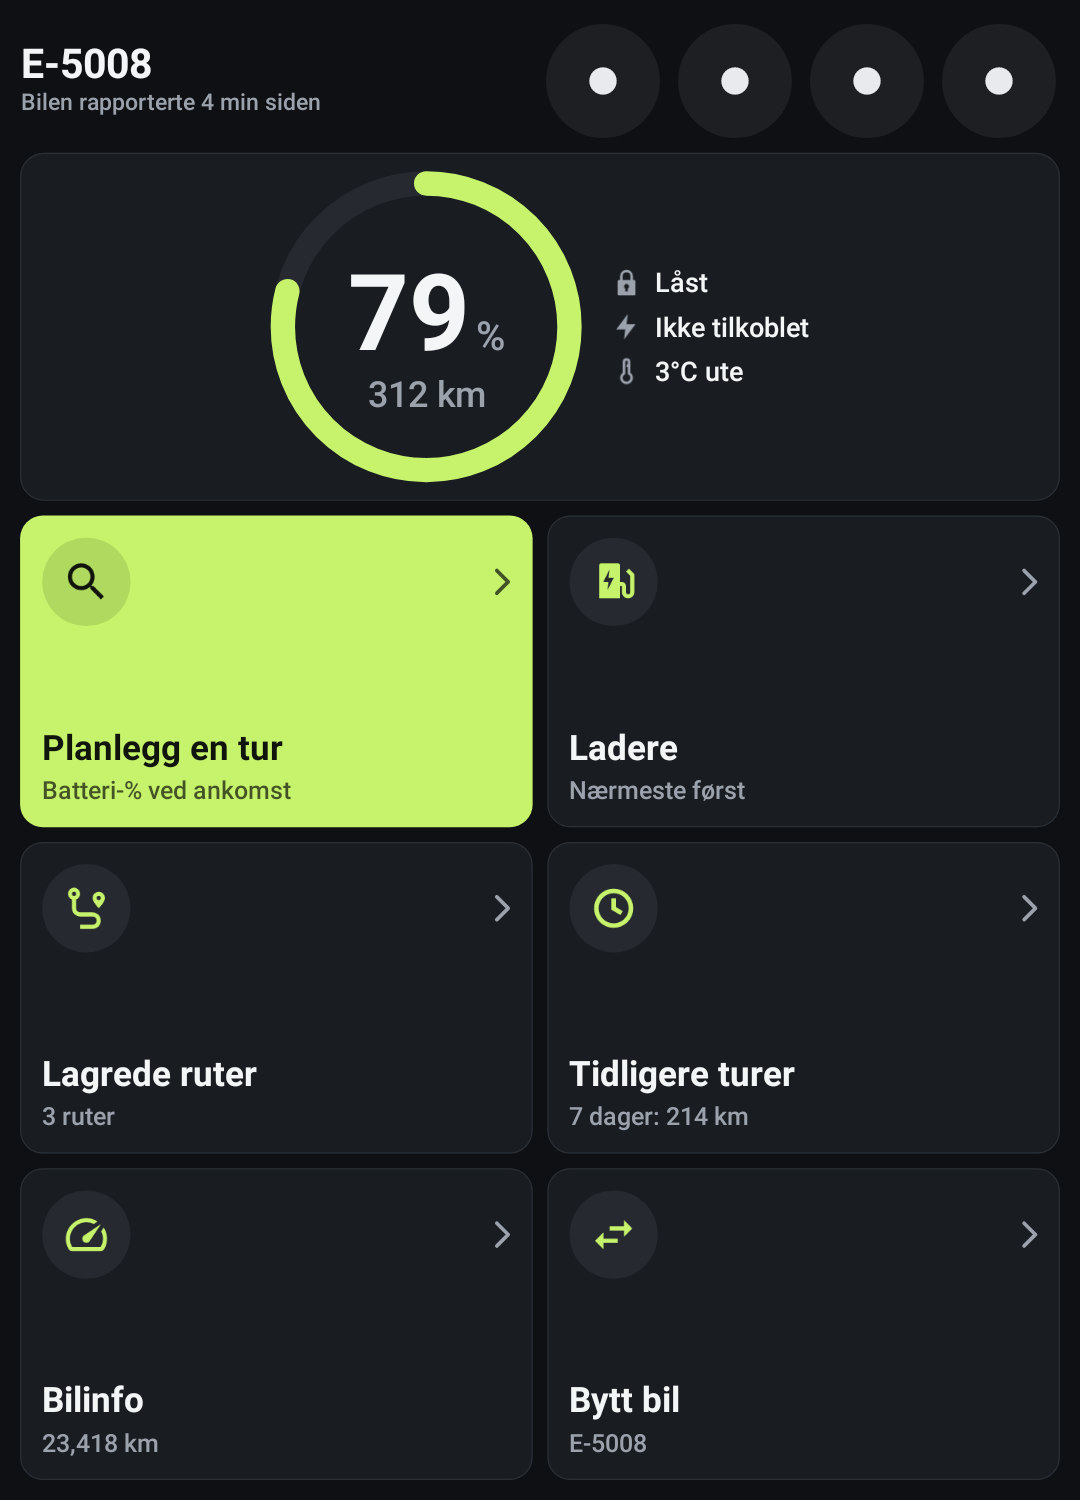 E-5008
Bilen rapporterte 4 min siden
79 %
312 km
Låst
Ikke tilkoblet
3°C ute
Planlegg en tur
Batteri-% ved ankomst
Ladere
Nærmeste først
Lagrede ruter
3 ruter
Tidligere turer
7 dager: 214 km
Bilinfo
23,418 km
Bytt bil
E-5008